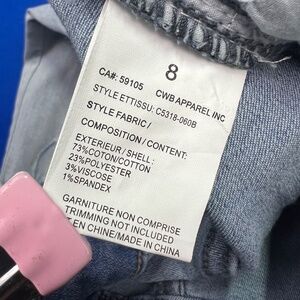 8
CA#: 59105 CWB APPAREL INC
STYLE ETTISSU: C5318-060B
STYLE FABRIC /
COMPOSITION / CONTENT:
EXTERIEUR / SHELL:
73%COTON/COTTON
23%POLYESTER
3%VISCOSE
1%SPANDEX
GARNITURE NON COMPRISE
TRIMMING NOT INCLUDED
T EN CHINE/MADE IN CHINA